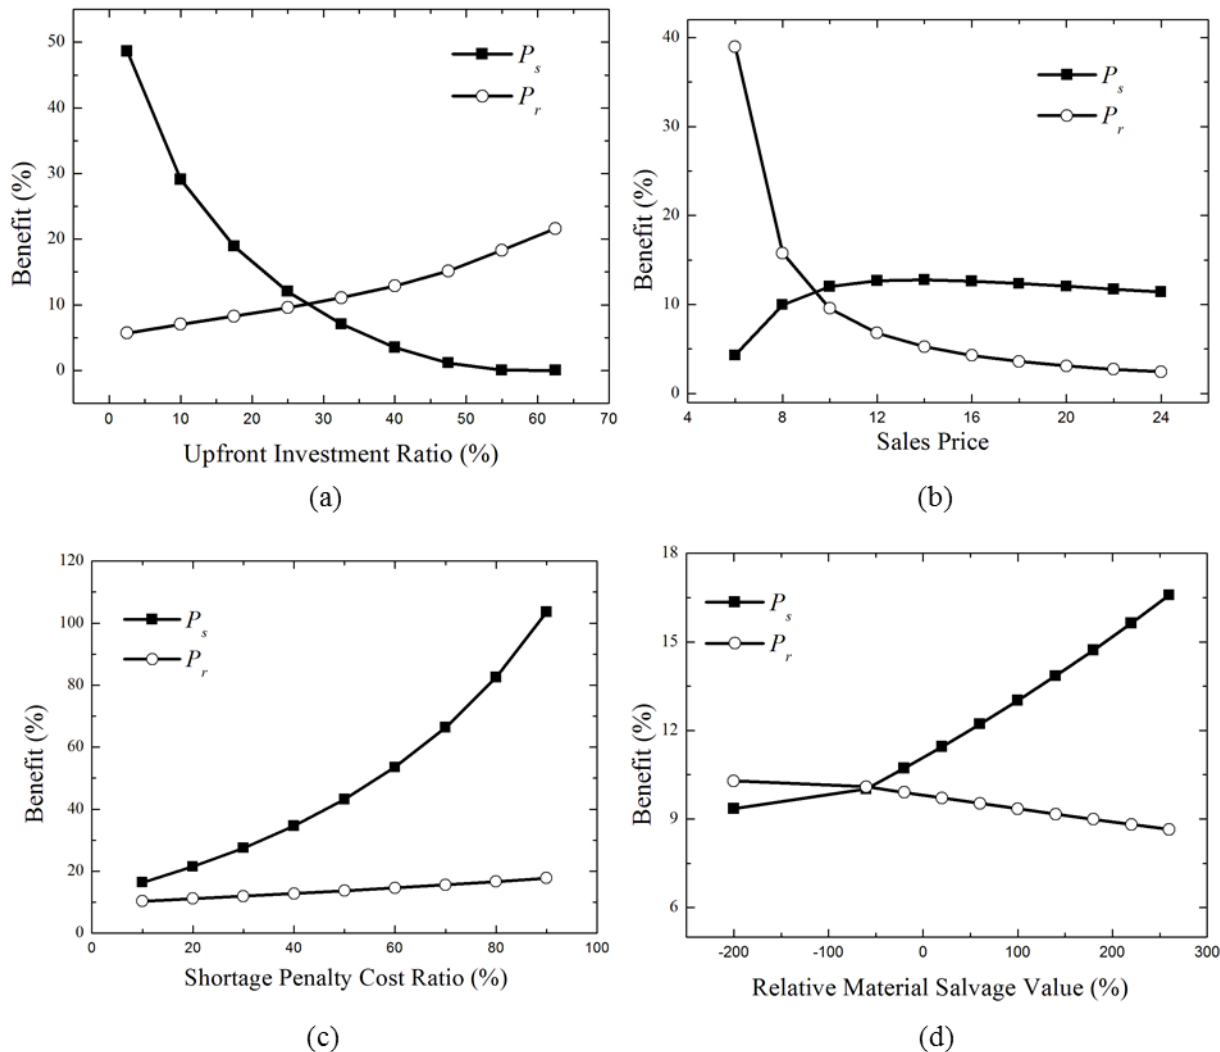 50
40
30
20
10
0
Benefit (%)
P_s
P_r
0 10 20 30 40 50 60 70
Upfront Investment Ratio (%)
(a)
40
30
20
10
0
Benefit (%)
P_s
P_r
4 8 12 16 20 24
Sales Price
(b)
120
100
80
60
40
20
0
Benefit (%)
P_s
P_r
0 20 40 60 80 100
Shortage Penalty Cost Ratio (%)
(c)
18
15
12
9
6
Benefit (%)
P_s
P_r
-200 -100 0 100 200 300
Relative Material Salvage Value (%)
(d)